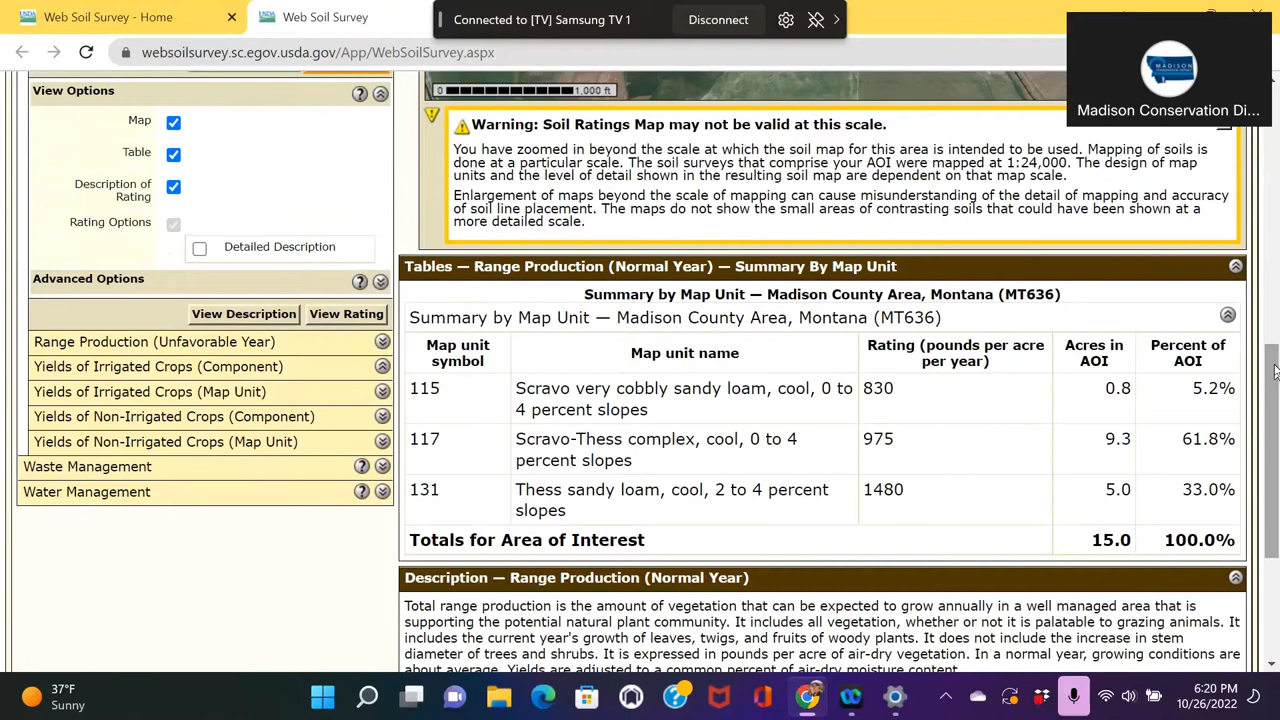 Web Soil Survey - Home
Web Soil Survey
Connected to [TV] Samsung TV 1
Disconnect
websoilsurvey.sc.egov.usda.gov/App/WebSoilSurvey.aspx
MADISON
Madison Conservation Di...
View Options
Map
Table
Description of
Rating
Rating Options
Detailed Description
Advanced Options
View Description
View Rating
Range Production (Unfavorable Year)
Yields of Irrigated Crops (Component)
Yields of Irrigated Crops (Map Unit)
Yields of Non-Irrigated Crops (Component)
Yields of Non-Irrigated Crops (Map Unit)
Waste Management
Water Management
0 1,000 ft
Warning: Soil Ratings Map may not be valid at this scale.
You have zoomed in beyond the scale at which the soil map for this area is intended to be used. Mapping of soils is
done at a particular scale. The soil surveys that comprise your AOI were mapped at 1:24,000. The design of map
units and the level of detail shown in the resulting soil map are dependent on that map scale.
Enlargement of maps beyond the scale of mapping can cause misunderstanding of the detail of mapping and accuracy
of soil line placement. The maps do not show the small areas of contrasting soils that could have been shown at a
more detailed scale.
Tables — Range Production (Normal Year) — Summary By Map Unit
Summary by Map Unit — Madison County Area, Montana (MT636)
Summary by Map Unit — Madison County Area, Montana (MT636)
Map unit symbol Map unit name Rating (pounds per acre per year) Acres in AOI Percent of AOI
115 Scravo very cobbly sandy loam, cool, 0 to 830 0.8 5.2%
4 percent slopes
117 Scravo-Thess complex, cool, 0 to 4 975 9.3 61.8%
percent slopes
131 Thess sandy loam, cool, 2 to 4 percent 1480 5.0 33.0%
slopes
Totals for Area of Interest 15.0 100.0%
Description — Range Production (Normal Year)
Total range production is the amount of vegetation that can be expected to grow annually in a well managed area that is
supporting the potential natural plant community. It includes all vegetation, whether or not it is palatable to grazing animals. It
includes the current year's growth of leaves, twigs, and fruits of woody plants. It does not include the increase in stem
diameter of trees and shrubs. It is expressed in pounds per acre of air-dry vegetation. In a normal year, growing conditions are
about average. Yields are adjusted to a common percent of air-dry moisture content.
37°F
Sunny
6:20 PM
10/26/2022